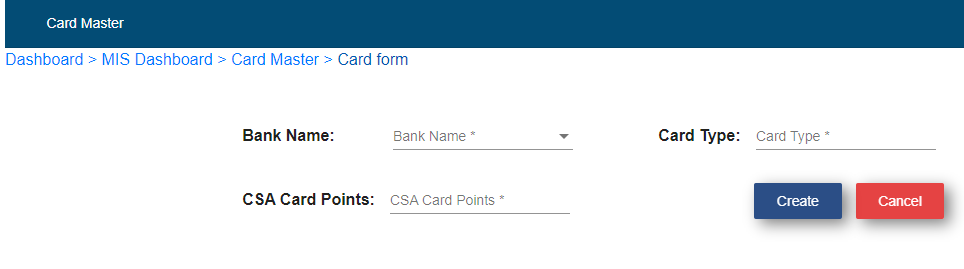 Card Master
Dashboard > MIS Dashboard > Card Master > Card form
Bank Name: Bank Name * Card Type: Card Type *
CSA Card Points: CSA Card Points * Create Cancel